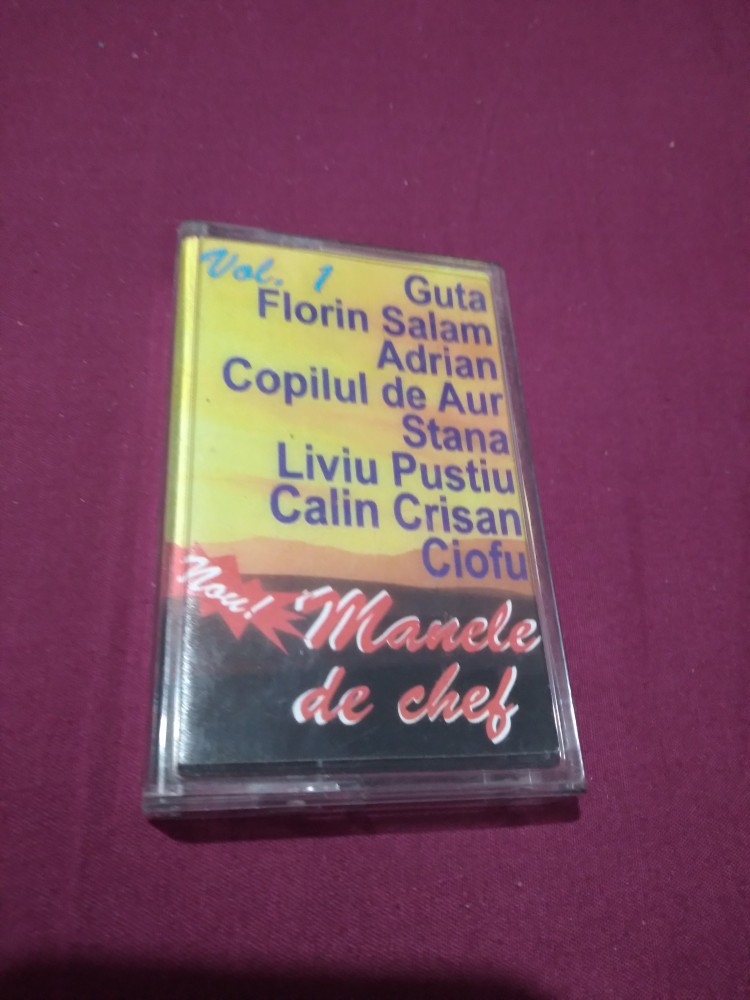 Vol. 1
Guta
Florin Salam
Adrian
Copilul de Aur
Stana
Liviu Pustiu
Calin Crisan
Ciofu
Nou!
Manele
de chef